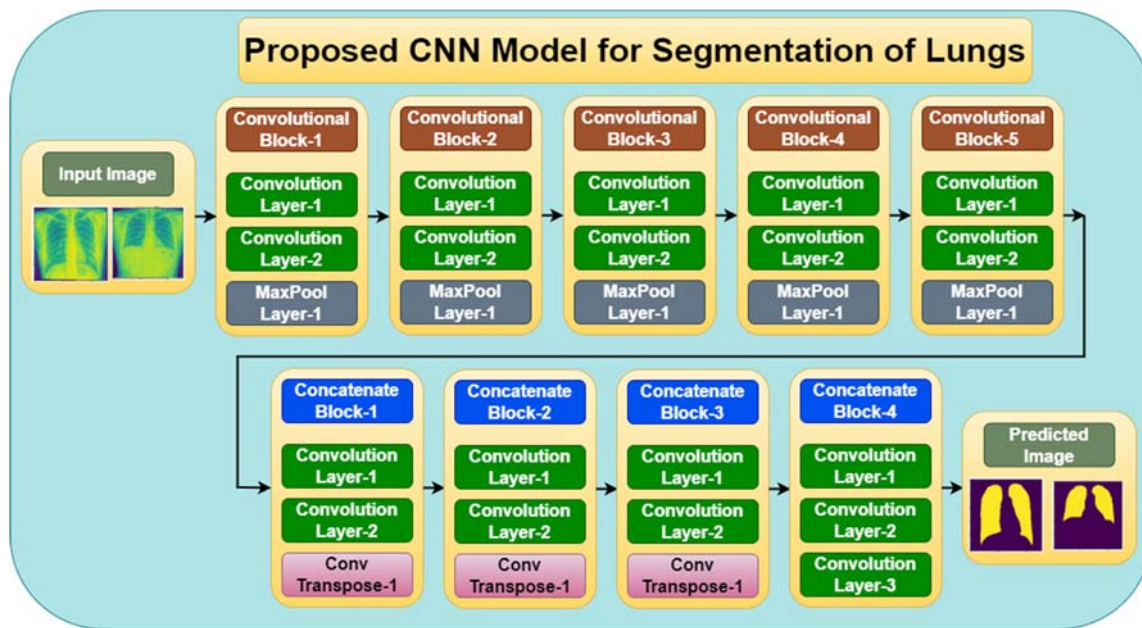 Proposed CNN Model for Segmentation of Lungs
Input Image
Convolutional
Block-1
Convolution
Layer-1
Convolution
Layer-2
MaxPool
Layer-1
Convolutional
Block-2
Convolution
Layer-1
Convolution
Layer-2
MaxPool
Layer-1
Convolutional
Block-3
Convolution
Layer-1
Convolution
Layer-2
MaxPool
Layer-1
Convolutional
Block-4
Convolution
Layer-1
Convolution
Layer-2
MaxPool
Layer-1
Convolutional
Block-5
Convolution
Layer-1
Convolution
Layer-2
MaxPool
Layer-1
Concatenate
Block-1
Convolution
Layer-1
Convolution
Layer-2
Conv
Transpose-1
Concatenate
Block-2
Convolution
Layer-1
Convolution
Layer-2
Conv
Transpose-1
Concatenate
Block-3
Convolution
Layer-1
Convolution
Layer-2
Conv
Transpose-1
Concatenate
Block-4
Convolution
Layer-1
Convolution
Layer-2
Convolution
Layer-3
Predicted
Image